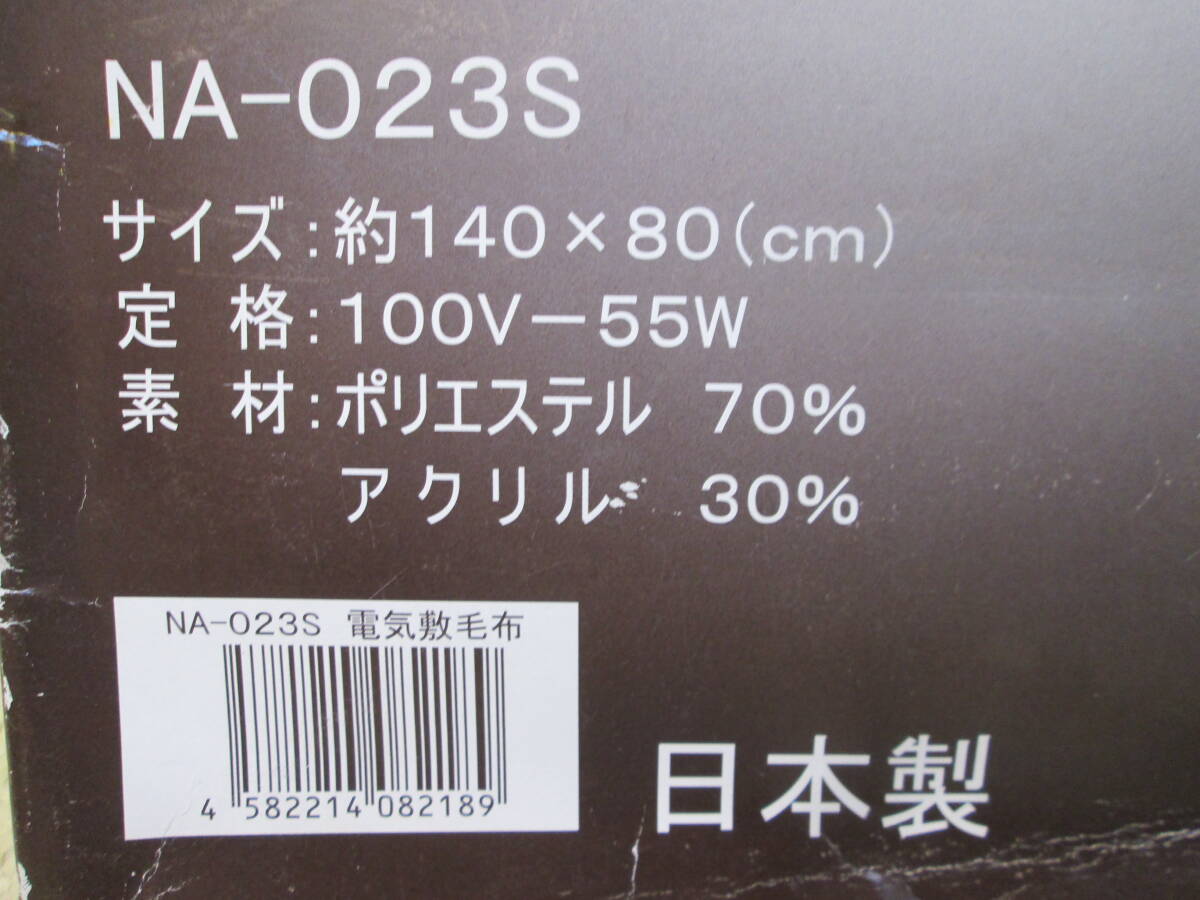 NA-023S
サイズ：約140×80(cm)
定　格：100V－55W
素　材：ポリエステル　70%
アクリル　30%
NA-023S 電気敷毛布
4 582214 082189
日本製